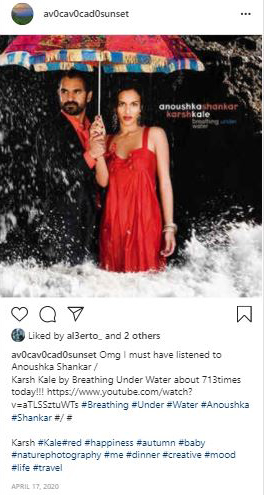 av0cav0cad0sunset
anoushkashankar
karshkale
breathing under
water
Liked by al3erto_ and 2 others
av0cav0cad0sunset Omg I must have listened to
Anoushka Shankar /
Karsh Kale by Breathing Under Water about 713times
today!!! https://www.youtube.com/watch?
v=aTLSSztuWTs #Breathing #Under #Water #Anoushka
#Shankar #/ #
Karsh #Kale#red #happiness #autumn #baby
#naturephotography #me #dinner #creative #mood
#life #travel
APRIL 17, 2020